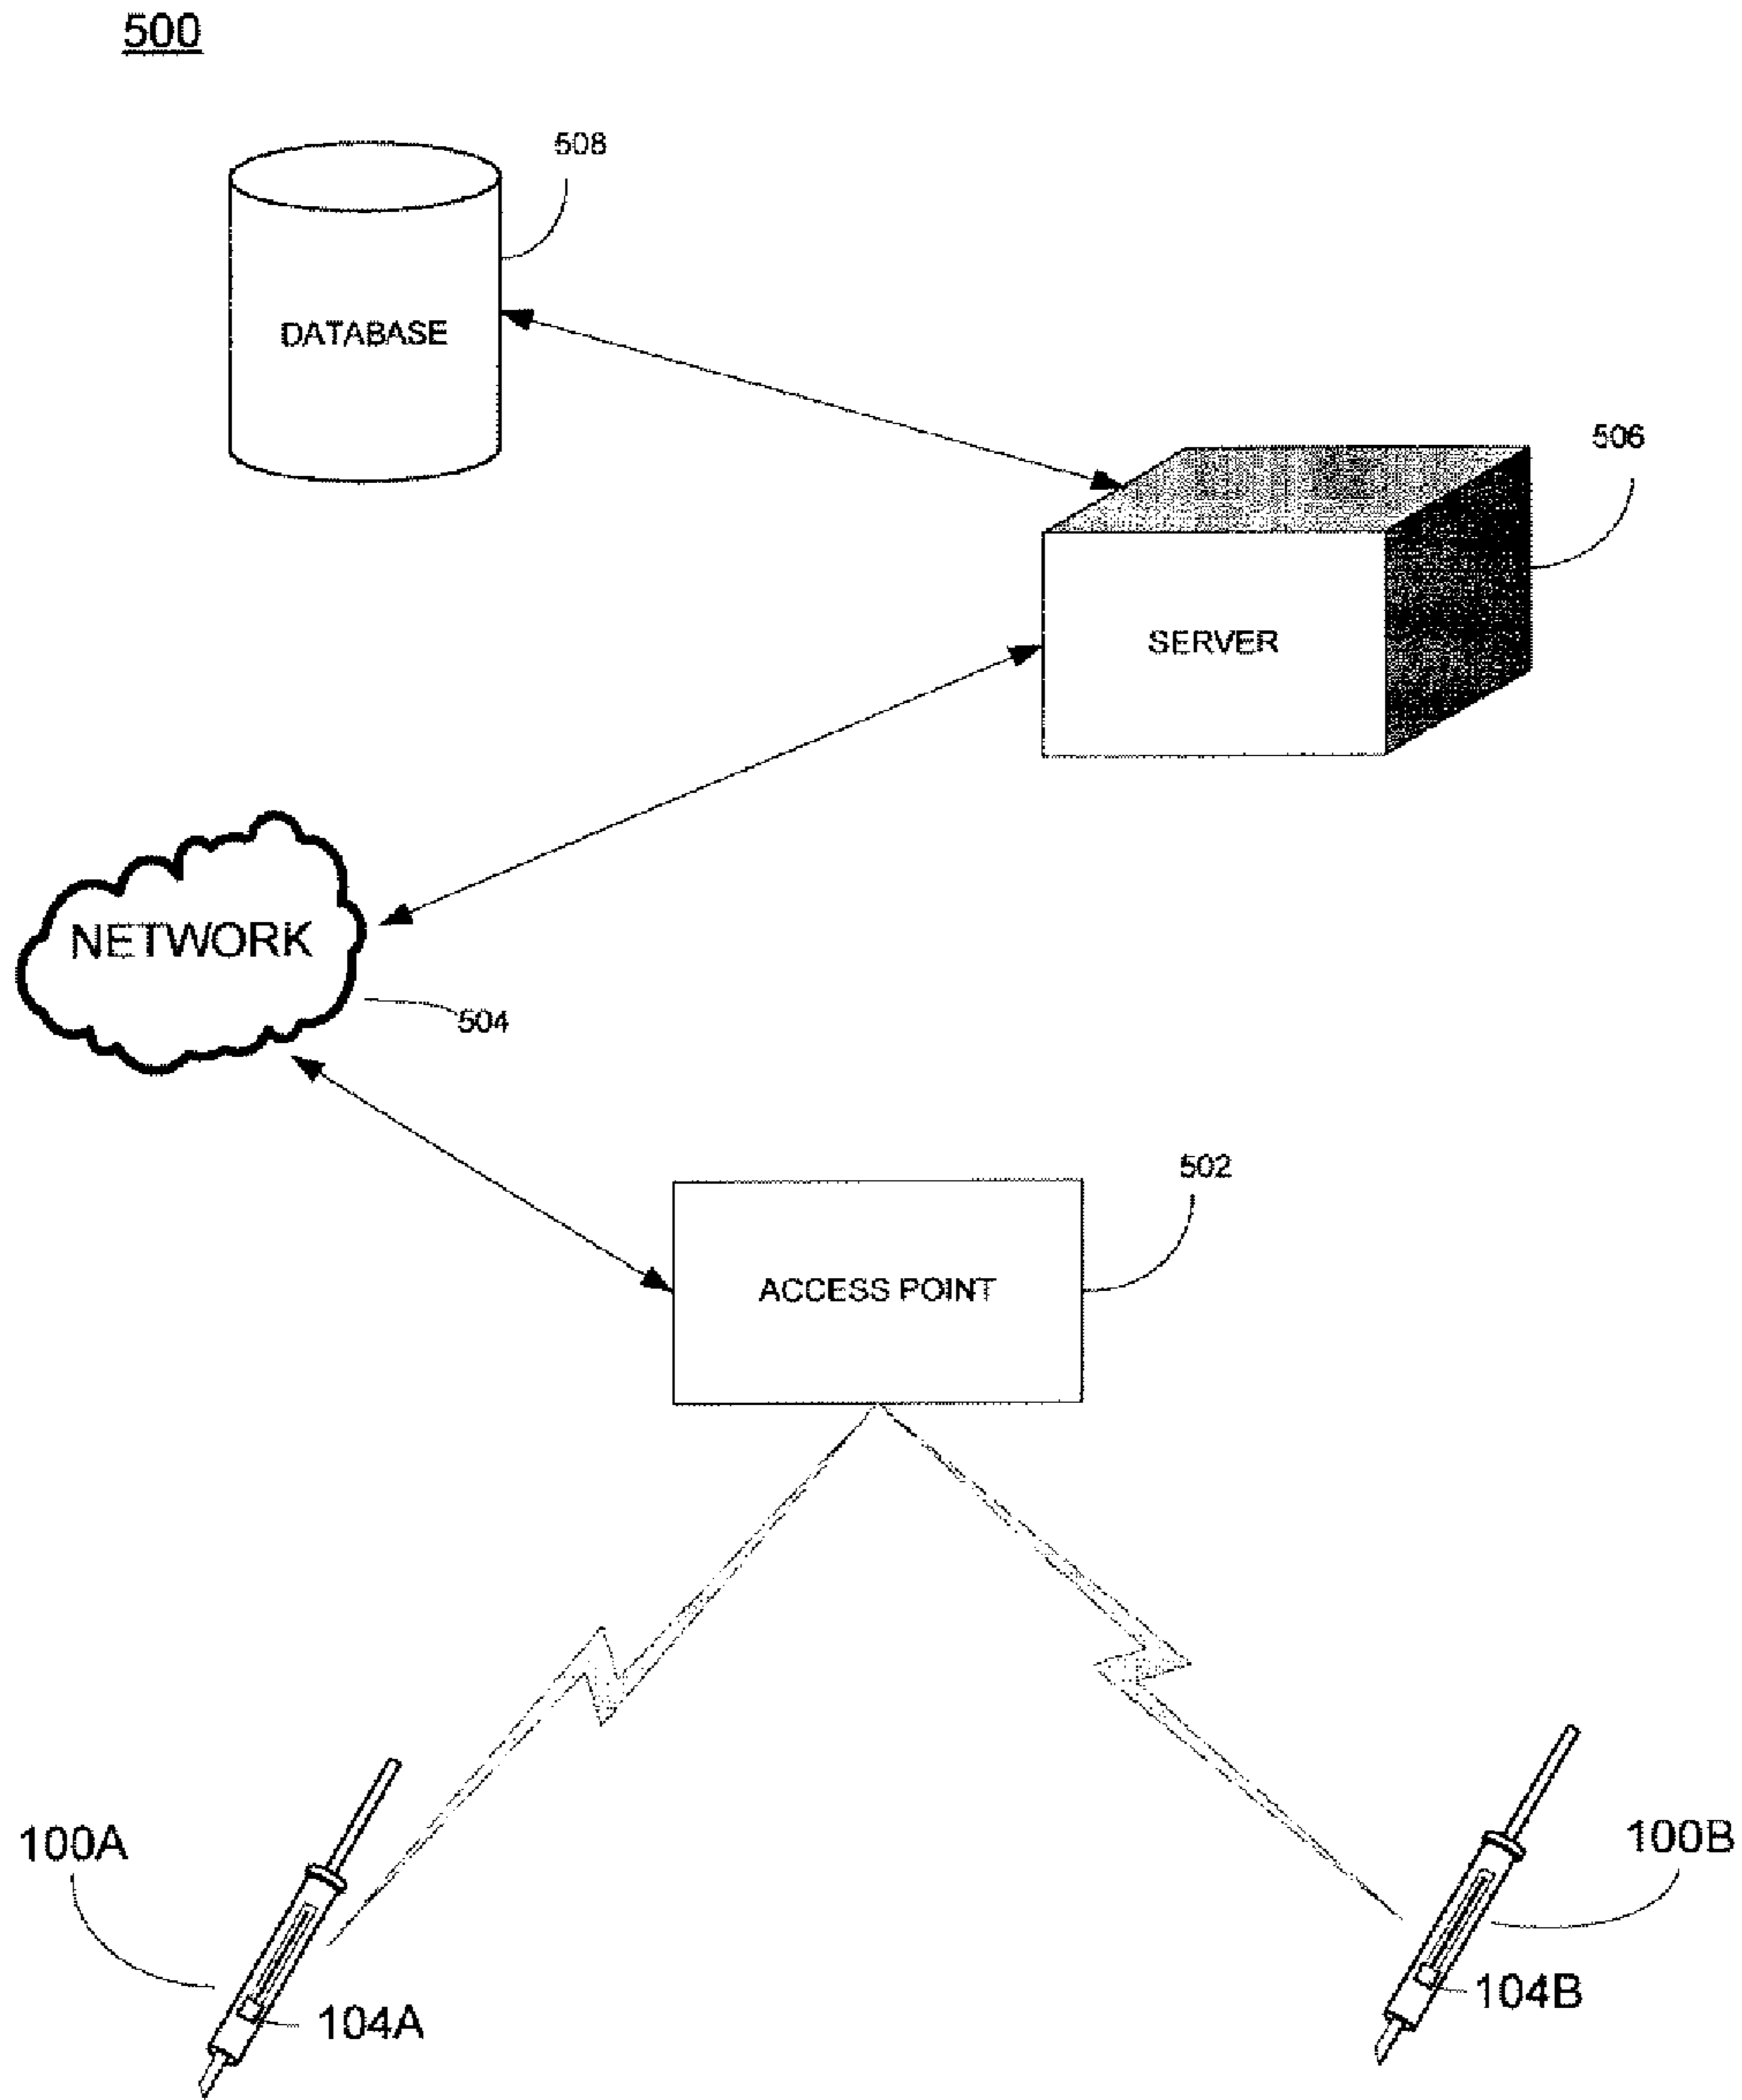 500
508
DATABASE
506
SERVER
NETWORK
504
502
ACCESS POINT
100A
100B
104B
104A